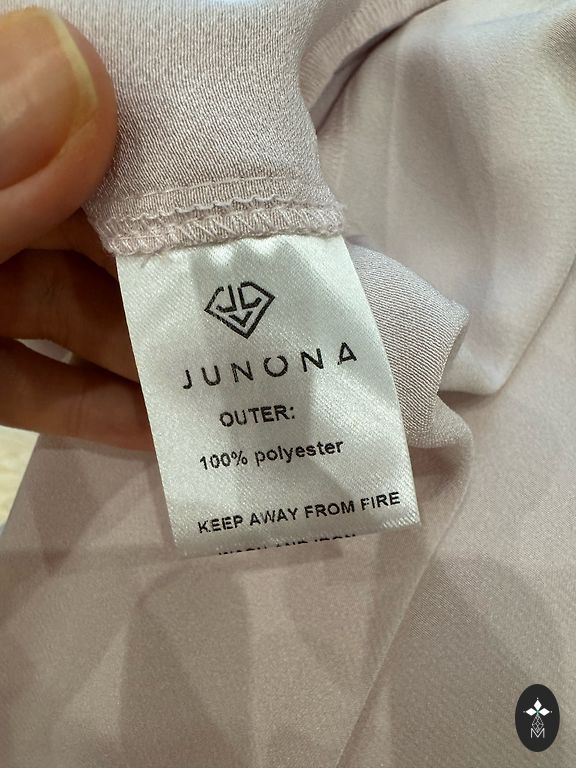 JUNONA
OUTER:
100% polyester
KEEP AWAY FROM FIRE